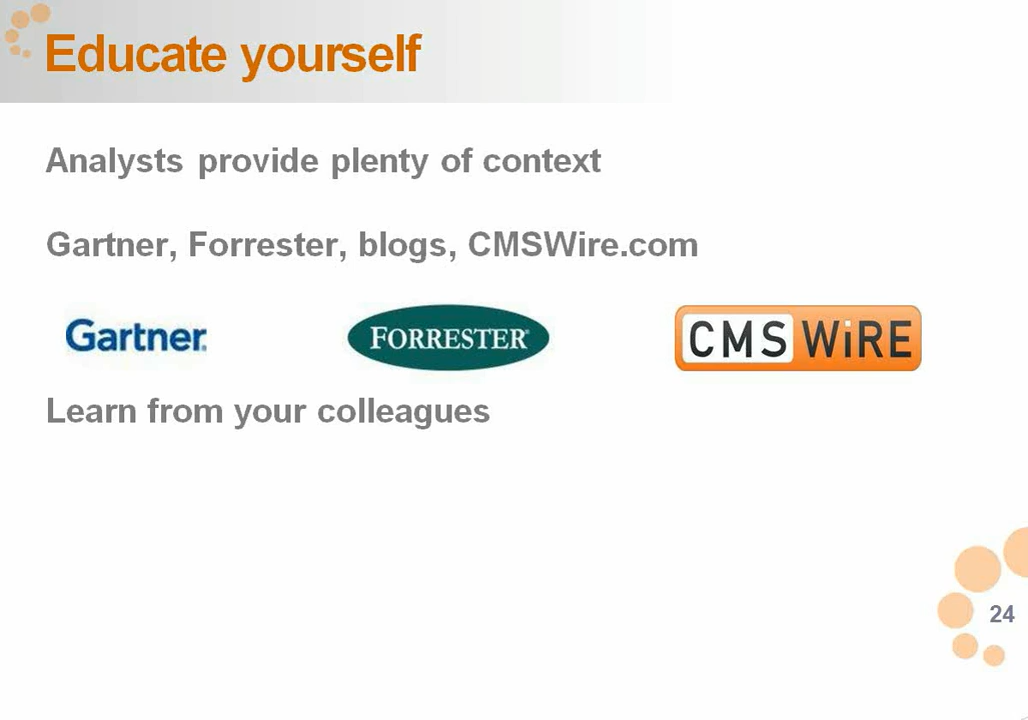 Educate yourself
Analysts provide plenty of context
Gartner, Forrester, blogs, CMSWire.com
Gartner. FORRESTER® CMS WiRE
Learn from your colleagues
24